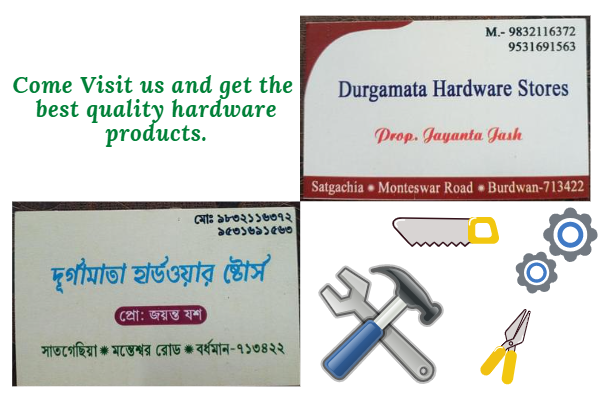 Come Visit us and get the
best quality hardware
products.
M.- 9832116372
9531691563
Durgamata Hardware Stores
Prop. Jayanta Jash
Satgachia ● Monteswar Road ● Burdwan-713422
মোঃ ৯৮৩২১১৬৩৭২
৯৫৩১৬৯১৫৬৩
দূর্গামাতা হার্ডওয়ার ষ্টোর্স
প্রো: জয়ন্ত যশ
সাতগেছিয়া ● মন্তেশ্বর রোড ● বর্ধমান-৭১৩৪২২